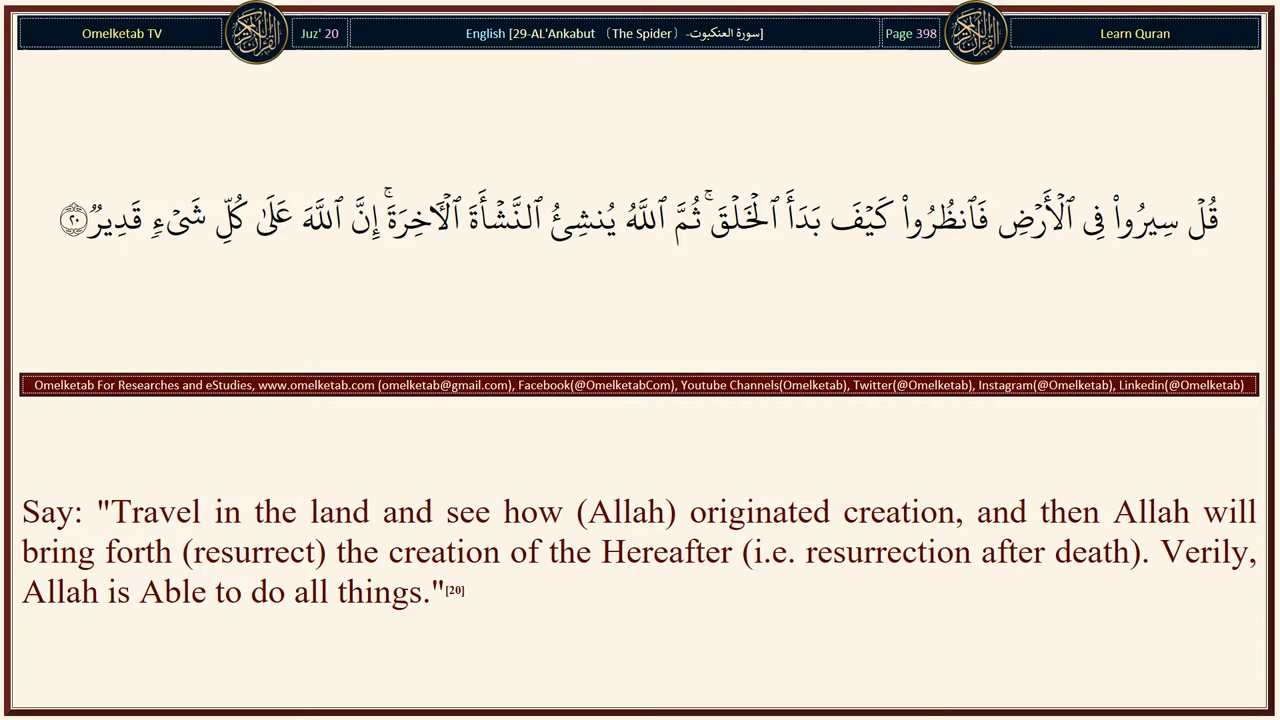 Omelketab TV
Juz' 20
English [29-AL'Ankabut （The Spider） -سورة العنكبوت]
Page 398
Learn Quran
قُلۡ سِيرُواْ فِي ٱلۡأَرۡضِ فَٱنظُرُواْ كَيۡفَ بَدَأَ ٱلۡخَلۡقَۚ ثُمَّ ٱللَّهُ يُنشِئُ ٱلنَّشۡأَةَ ٱلۡأٓخِرَةَۚ إِنَّ ٱللَّهَ عَلَىٰ كُلِّ شَيۡءٖ قَدِيرٞ ٢٠
Omelketab For Researches and eStudies, www.omelketab.com (omelketab@gmail.com), Facebook(@OmelketabCom), Youtube Channels(Omelketab), Twitter(@Omelketab), Instagram(@Omelketab), Linkedin(@Omelketab)
Say: "Travel in the land and see how (Allah) originated creation, and then Allah will
bring forth (resurrect) the creation of the Hereafter (i.e. resurrection after death). Verily,
Allah is Able to do all things."[20]